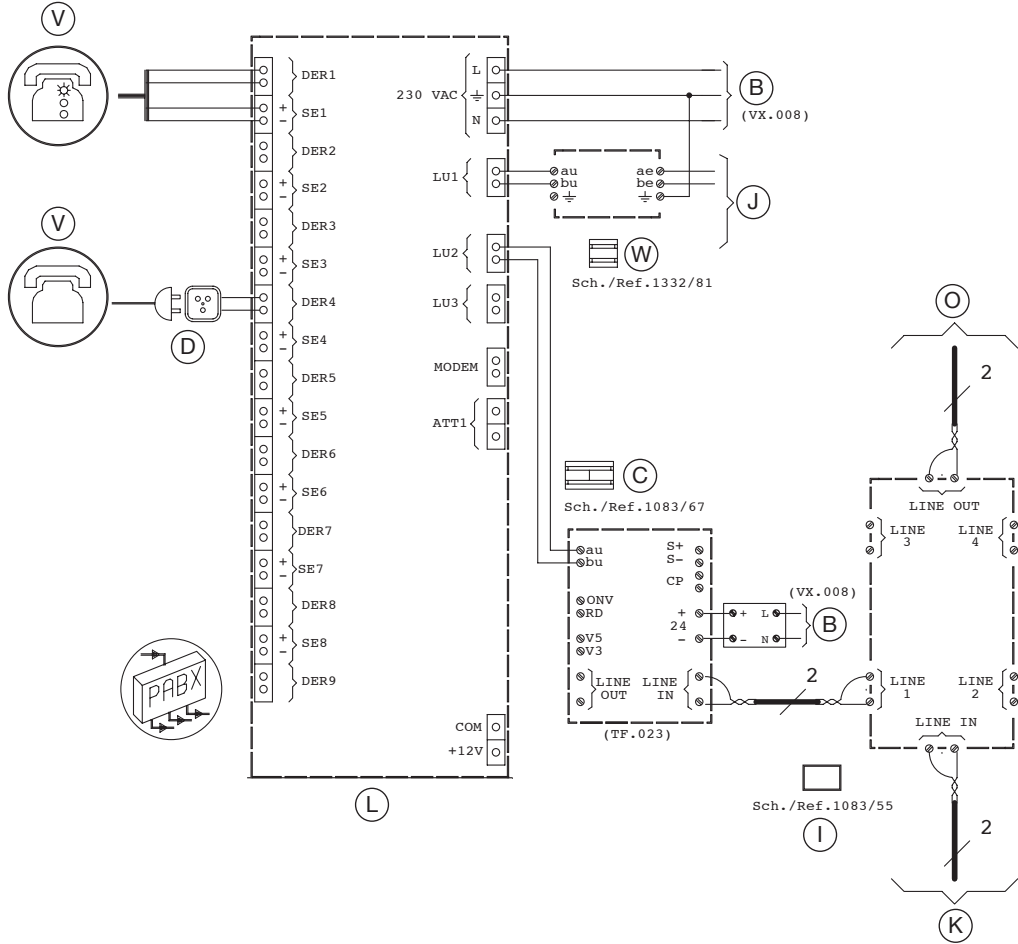 V
DER1
+
SE1
−
DER2
+
SE2
−
DER3
V
+
SE3
−
DER4
D
+
SE4
−
DER5
+
SE5
−
DER6
+
SE6
−
DER7
+
SE7
−
DER8
+
SE8
−
DER9
PABX
L
230 VAC
N
LU1
LU2
LU3
MODEM
ATT1
COM
+12V
L
B
(VX.008)
au ae
bu be
J
W
Sch./Ref.1332/81
C
Sch./Ref.1083/67
au S+
bu S−
CP
ONV
RD +
24
V5 −
V3
LINE OUT LINE IN
(TF.023)
(VX.008)
+ L
− N
B
2
O
2
LINE OUT
LINE 3 LINE 4
LINE 1 LINE 2
LINE IN
Sch./Ref.1083/55
I
2
K